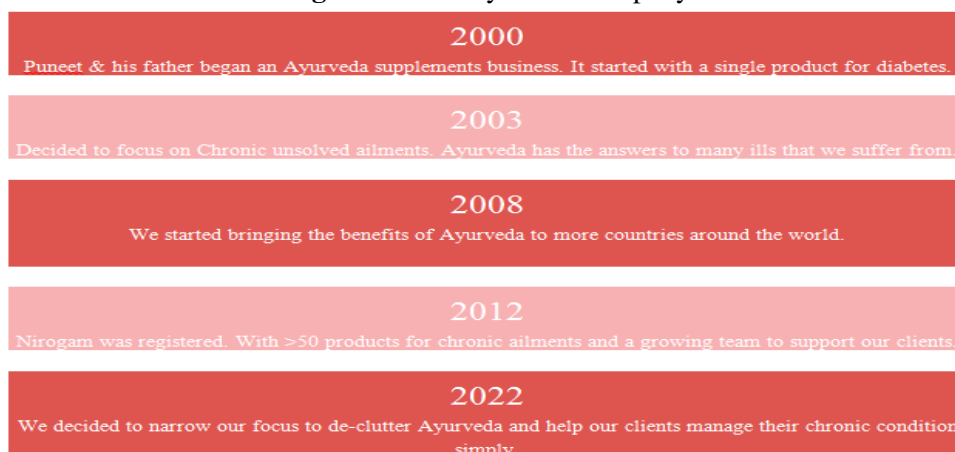 2000
Puneet & his father began an Ayurveda supplements business. It started with a single product for diabetes.
2003
Decided to focus on Chronic unsolved ailments. Ayurveda has the answers to many ills that we suffer from.
2008
We started bringing the benefits of Ayurveda to more countries around the world.
2012
Nirogam was registered. With >50 products for chronic ailments and a growing team to support our clients.
2022
We decided to narrow our focus to de-clutter Ayurveda and help our clients manage their chronic condition
simply